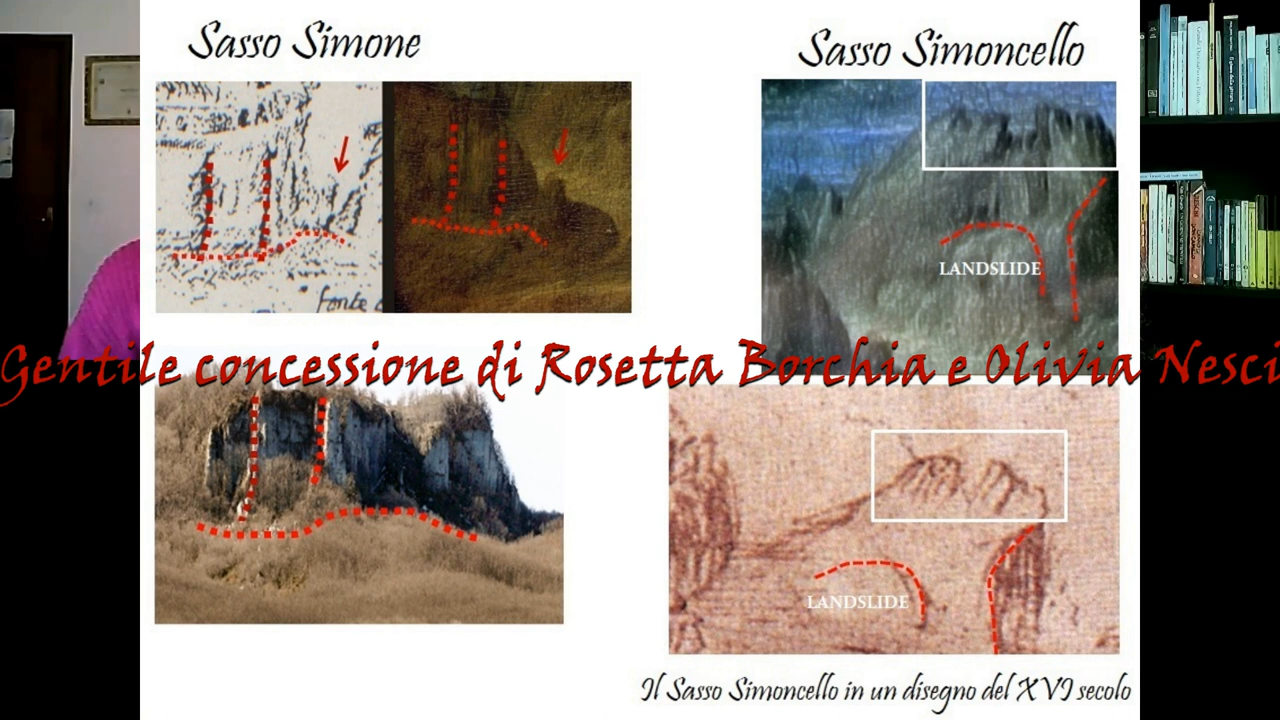 Sasso Simone
Sasso Simoncello
fonte
LANDSLIDE
Gentile concessione di Rosetta Borchia e Olivia Nesci
LANDSLIDE
Il Sasso Simoncello in un disegno del XVI secolo